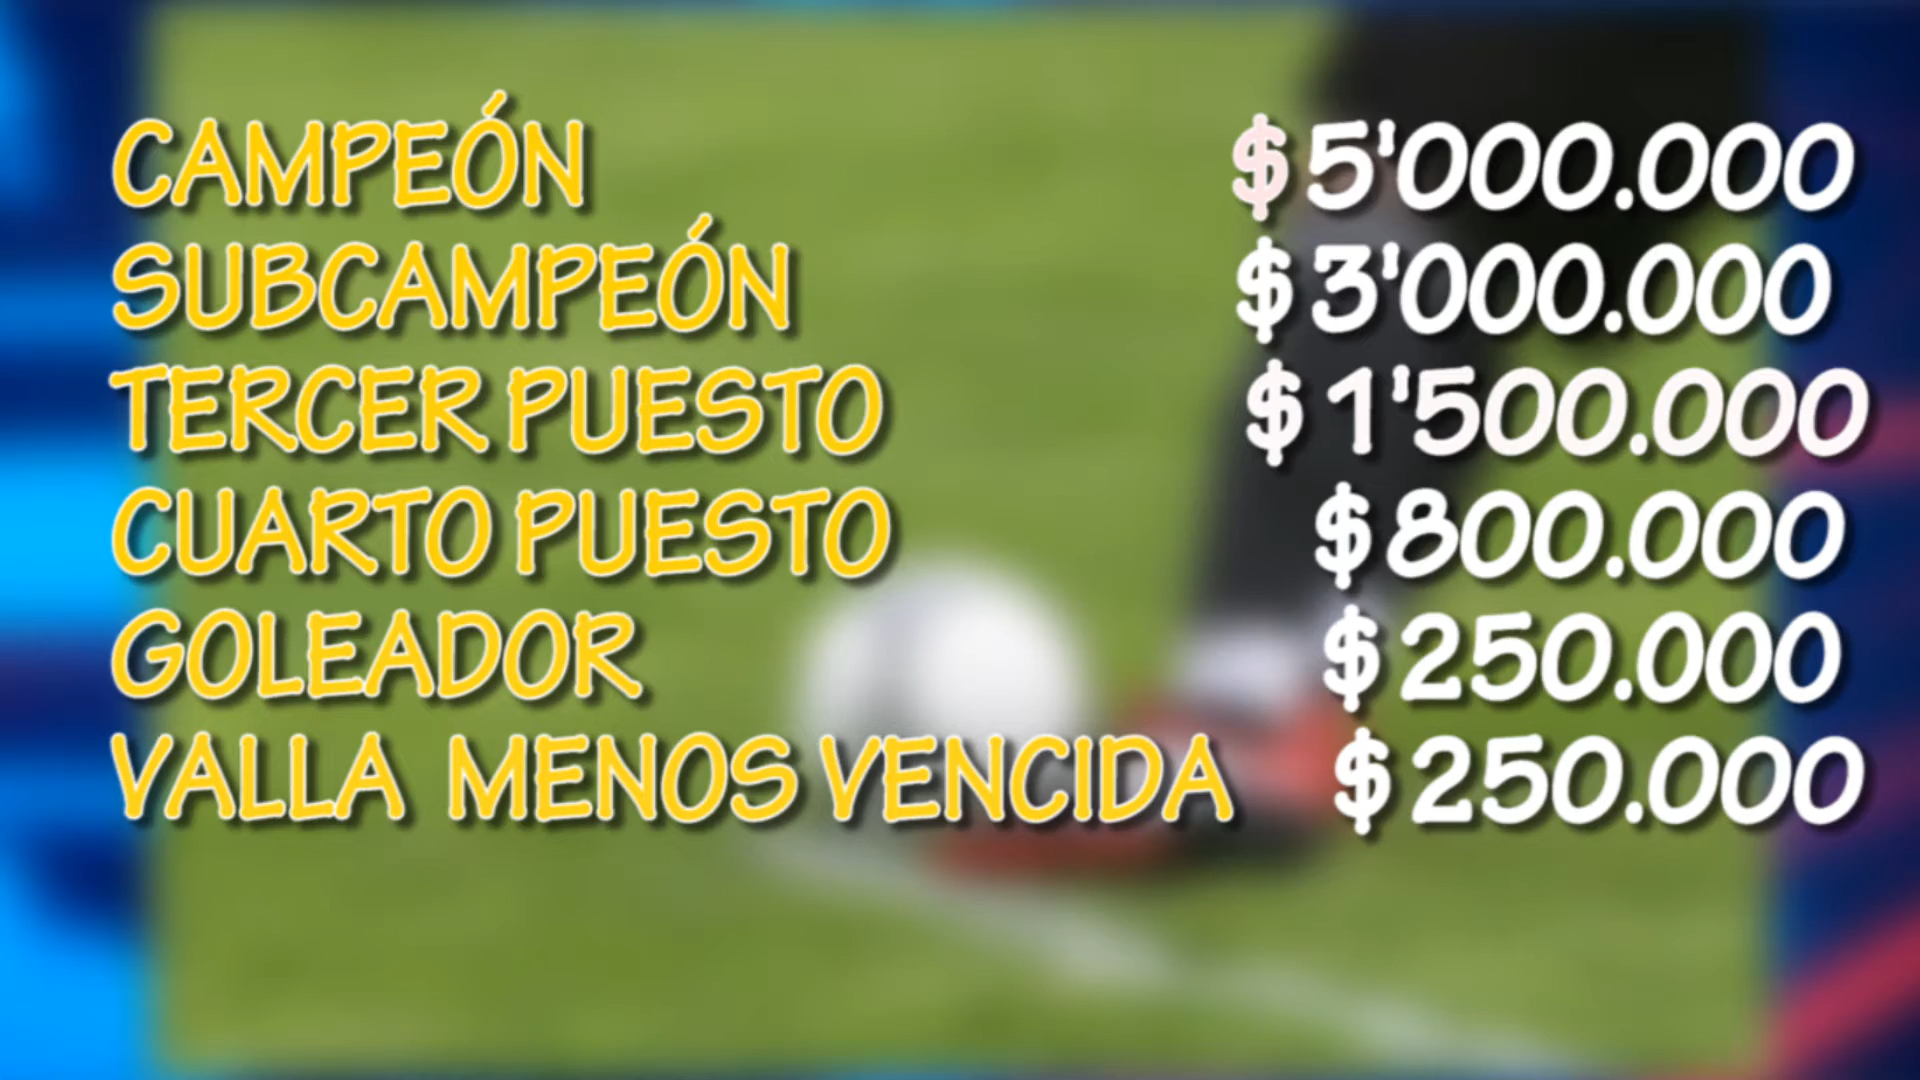 CAMPEÓN $5'000.000
SUBCAMPEÓN $3'000.000
TERCER PUESTO $1'500.000
CUARTO PUESTO $800.000
GOLEADOR $250.000
VALLA MENOS VENCIDA $250.000